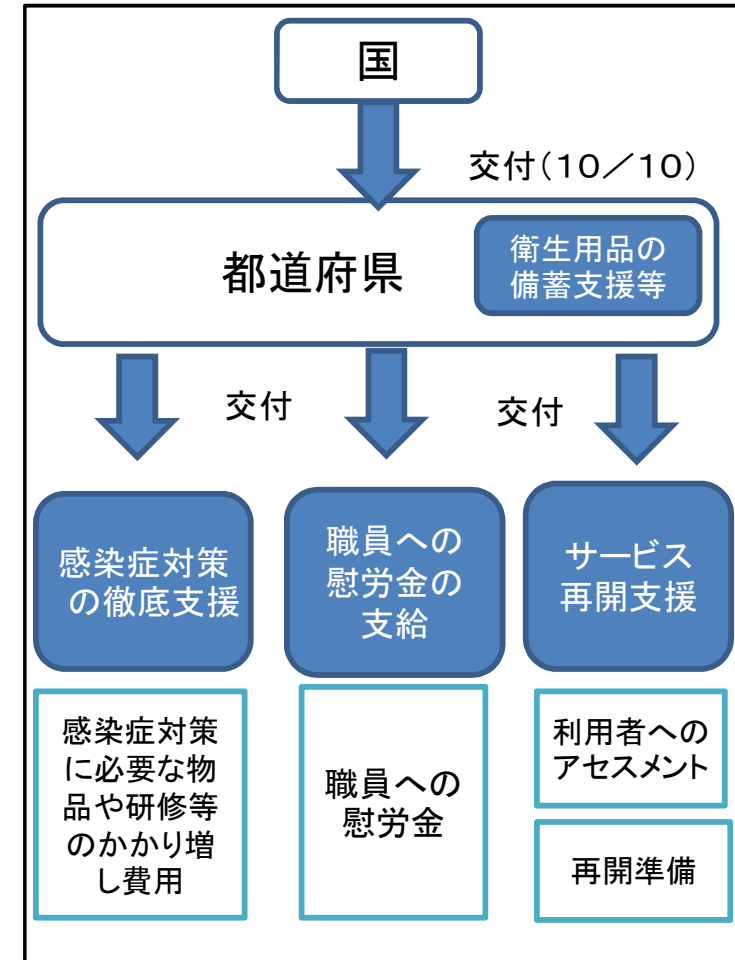 国
交付(10／10)
都道府県
衛生用品の
備蓄支援等
交付
交付
感染症対策
の徹底支援
職員への
慰労金の
支給
サービス
再開支援
感染症対策
に必要な物
品や研修等
のかかり増
し費用
職員への
慰労金
利用者への
アセスメント
再開準備